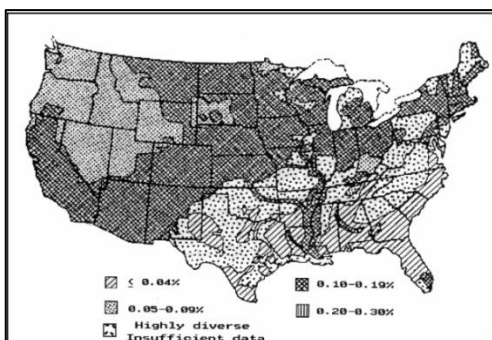 ≤ 0.04%
0.10-0.19%
0.05-0.09%
0.20-0.30%
Highly diverse
Insufficient data